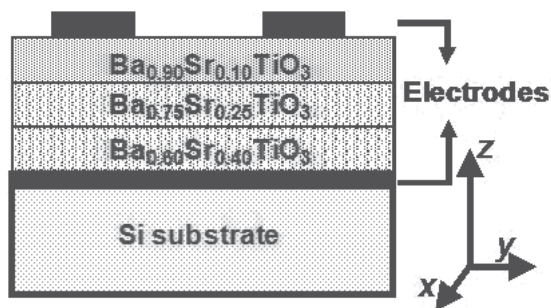 Ba0.90Sr0.10TiO3
Ba0.75Sr0.25TiO3
Ba0.60Sr0.40TiO3
Electrodes
Si substrate
z
y
x